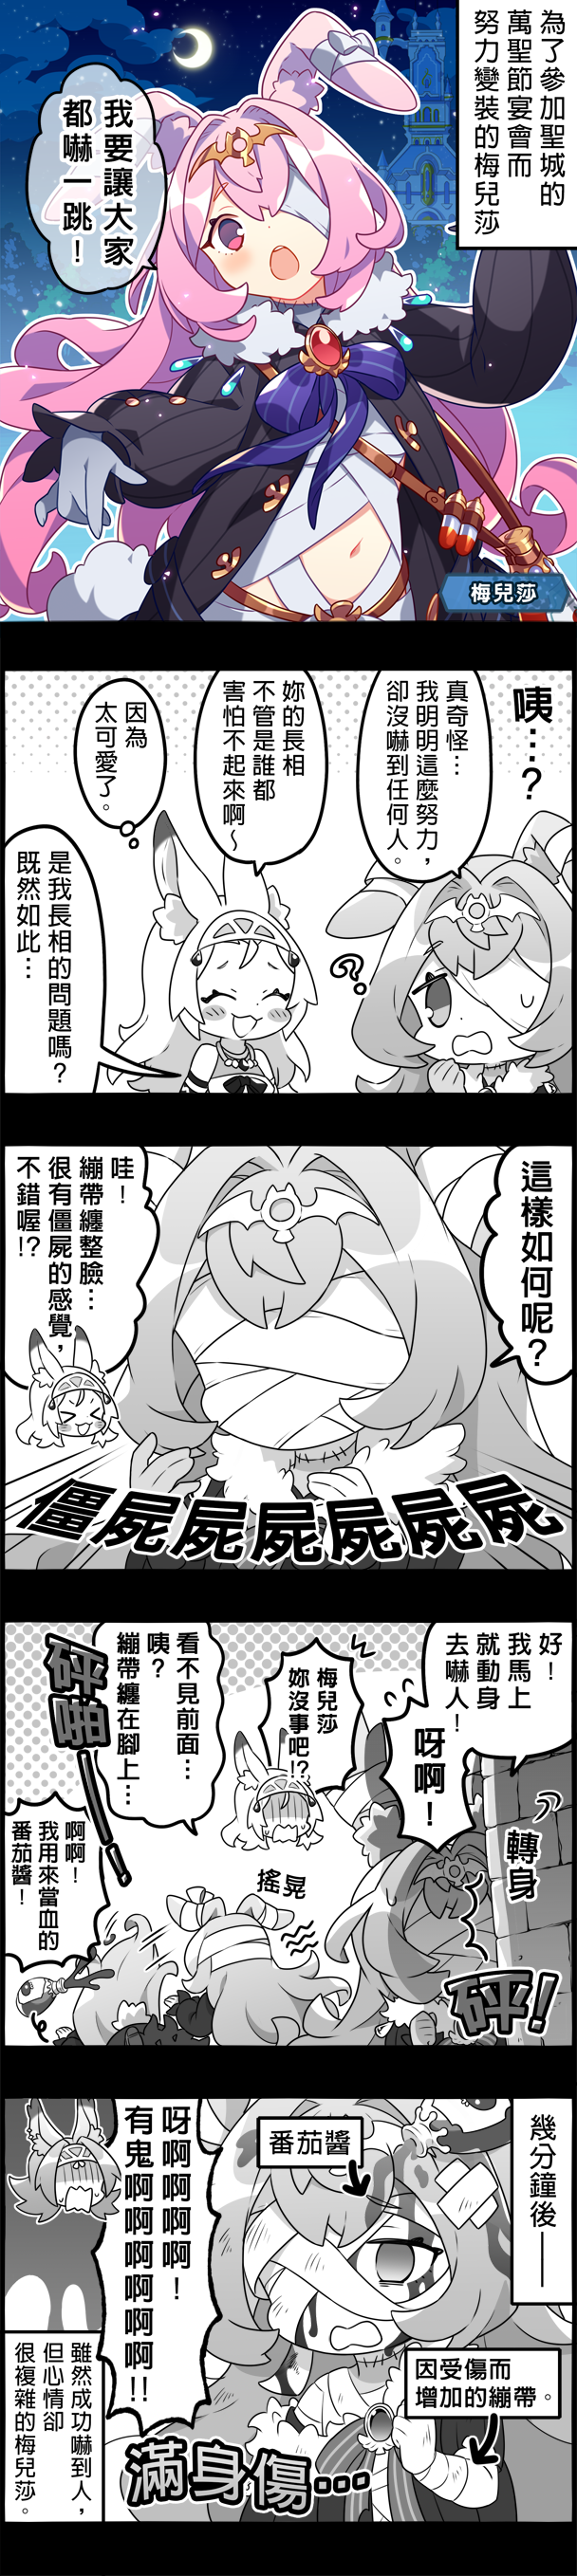 為了參加聖城的
萬聖節宴會而
努力變裝的梅兒莎
我要讓大家
都嚇一跳！
梅兒莎
咦…？
真奇怪…
我明明這麼努力，
卻沒嚇到任何人。
妳的長相
不管是誰都
害怕不起來啊～
因為
太可愛了。
是我長相的問題嗎？
既然如此…
這樣如何呢？
哇！
繃帶纏整臉…
很有僵屍的感覺，
不錯喔!?
僵屍屍屍屍屍屍
好！
我馬上
就動身
去嚇人！
轉身
呀啊！
砰!
梅兒莎
妳沒事吧!?
搖晃
看不見前面…
咦？
繃帶纏在腳上…
啊啊！
我用來當血的
番茄醬！
幾分鐘後——
番茄醬
因受傷而
增加的繃帶。
呀啊啊啊啊！
有鬼啊啊啊啊啊啊!!
滿身傷…
雖然成功嚇到人，
但心情卻
很複雜的梅兒莎。